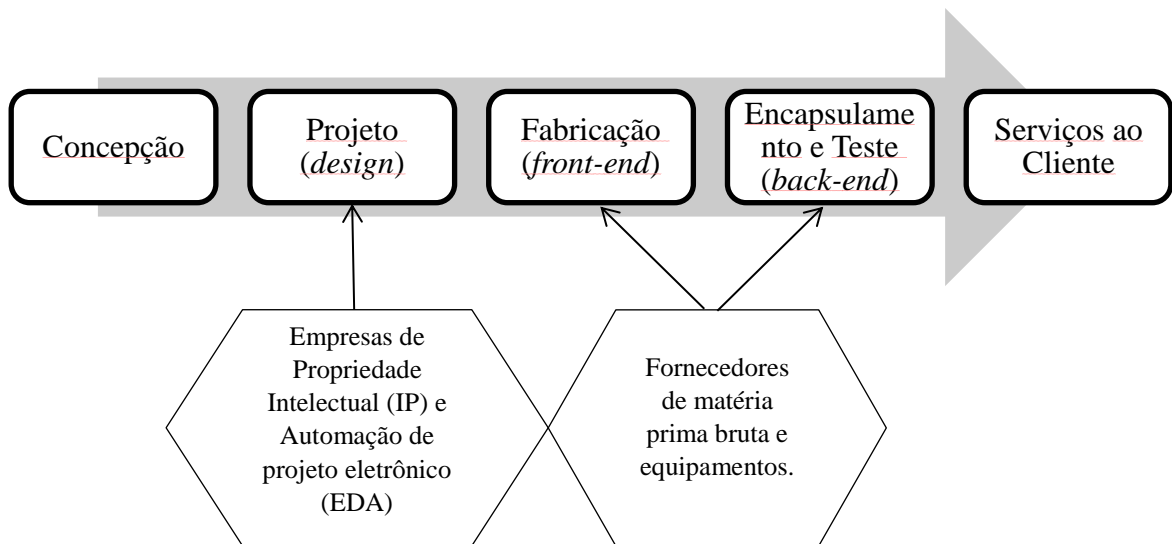 Concepção
Projeto
(design)
Fabricação
(front-end)
Encapsulame
nto e Teste
(back-end)
Serviços ao
Cliente
Empresas de
Propriedade
Intelectual (IP) e
Automação de
projeto eletrônico
(EDA)
Fornecedores
de matéria
prima bruta e
equipamentos.